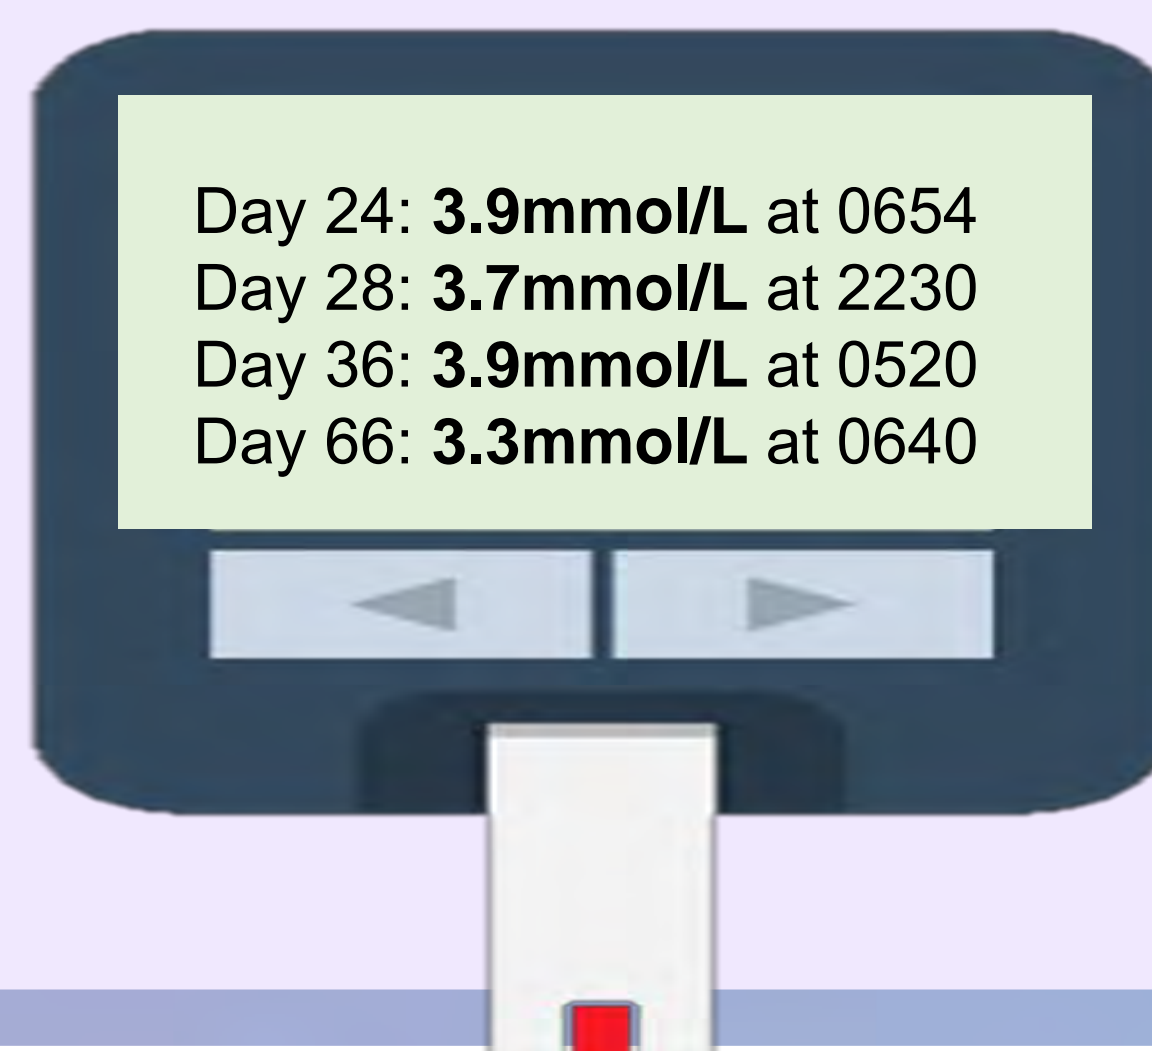 Day 24: 3.9mmol/L at 0654
Day 28: 3.7mmol/L at 2230
Day 36: 3.9mmol/L at 0520
Day 66: 3.3mmol/L at 0640